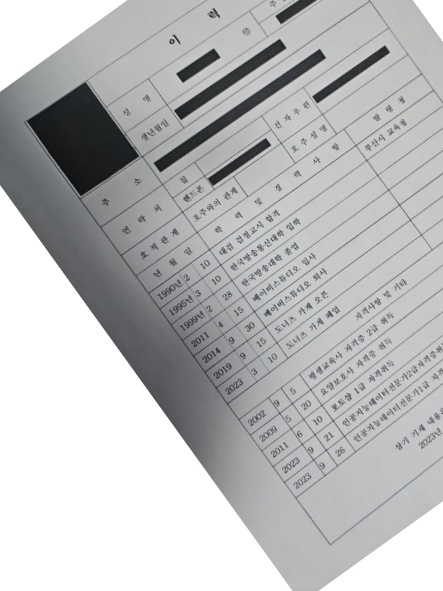 이 력
성 명
생년월일
전자우편
주 소
집
핸드폰
호주성명
연 락 처
호적관계
호주와의 관계
년 월 일
학 력 및 경 력 사 항
발 령 청
1990년 2 10 대입 검정고시 합격 부산시 교육청
1995년 3 10 한국방송통신대학 입학
1999년 2 28 한국방송대학 졸업
2011 4 15 베이비스튜디오 입사
2014 9 30 베이비스튜디오 퇴사
2019 9 15 도너츠 가게 오픈
2023 3 10 도너츠 가게 폐업
자격사항 및 기타
2002 9 5 평생교육사 자격증 2급 취득
2009 5 20 요양보호사 자격증 취득
2011 6 10 포토샵 1급 자격취득
2023 9 21 인공지능데이터전문가2급자격증취
2023 9 26 인공지능데이터전문가1급 자격
상기 기재 내용은
2023년